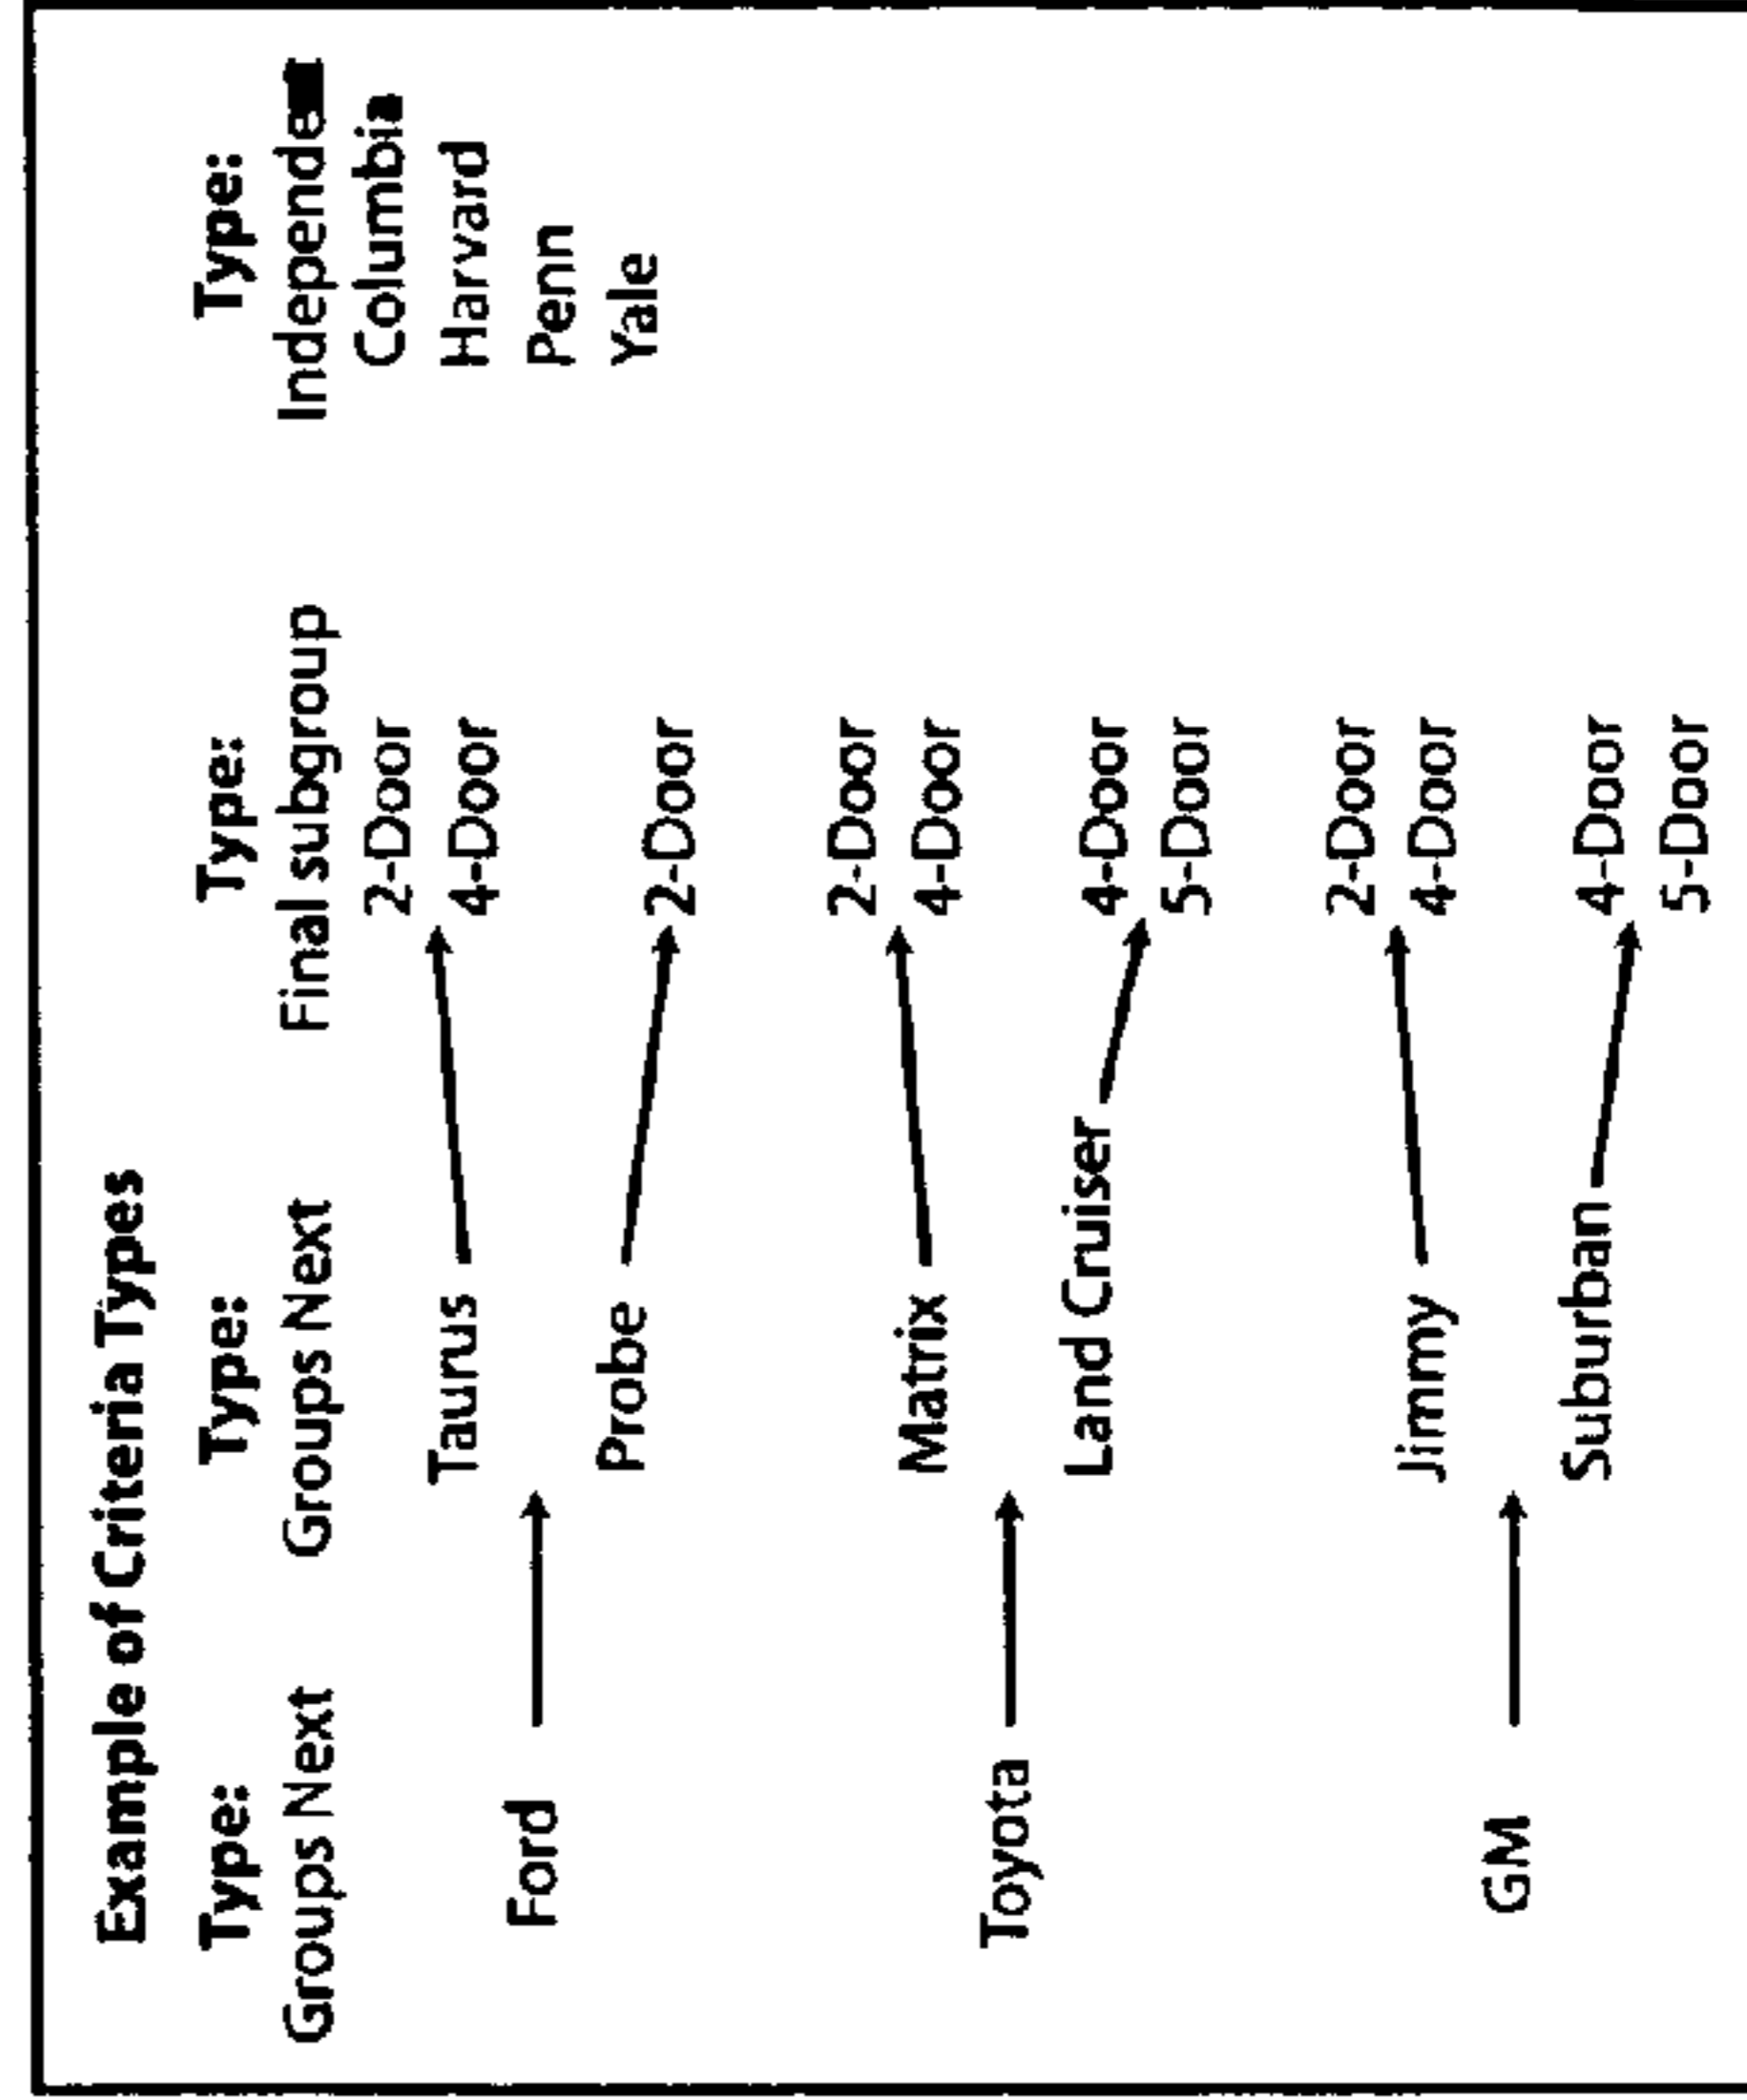 Example of Criteria Types
Type: Type: Type: Type:
Groups Next Groups Next Final subgroup Independent
2-Door Columbia
Taurus 4-Door Harvard
Ford Penn
Probe 2-Door Yale
2-Door
Matrix 4-Door
Toyota
Land Cruiser 4-Door
5-Door
2-Door
Jimmy 4-Door
GM
Suburban 4-Door
5-Door